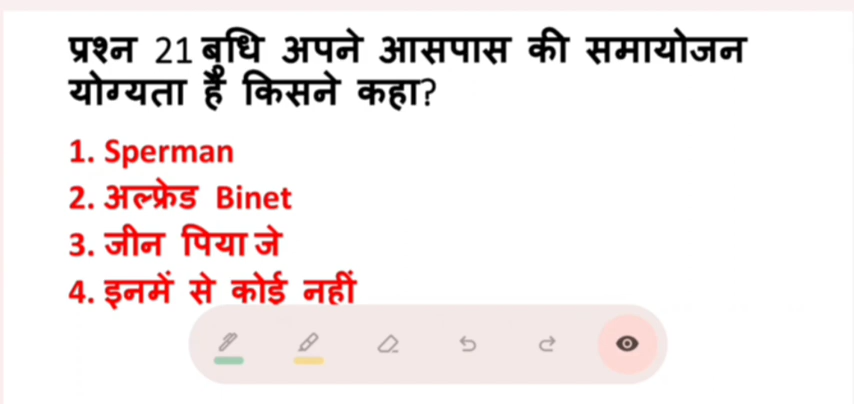 प्रश्न 21 बुधि अपने आसपास की समायोजन
योग्यता हैं किसने कहा?
1. Sperman
2. अल्फ्रेड Binet
3. जीन पियाजे
4. इनमें से कोई नहीं